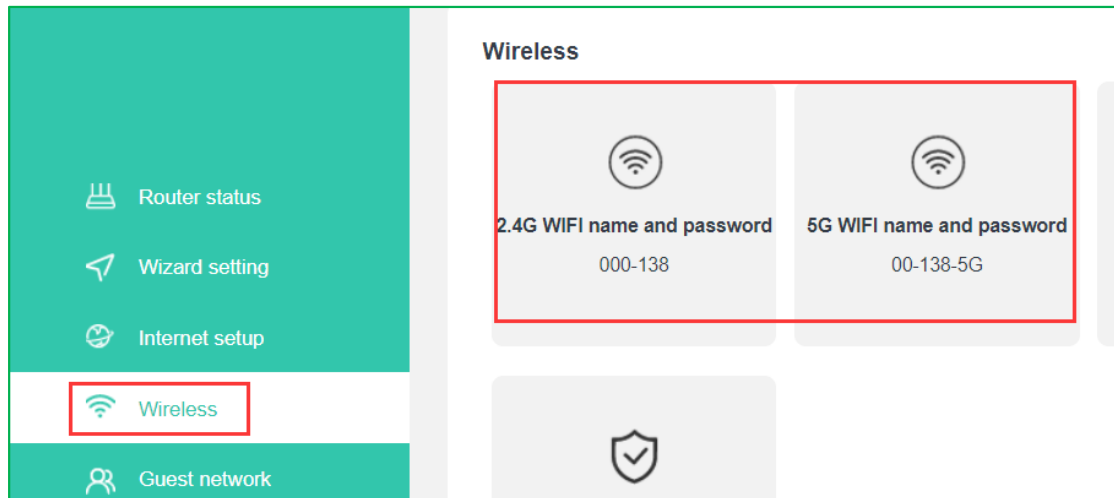 Router status
Wizard setting
Internet setup
Wireless
Guest network
Wireless
2.4G WIFI name and password
000-138
5G WIFI name and password
00-138-5G